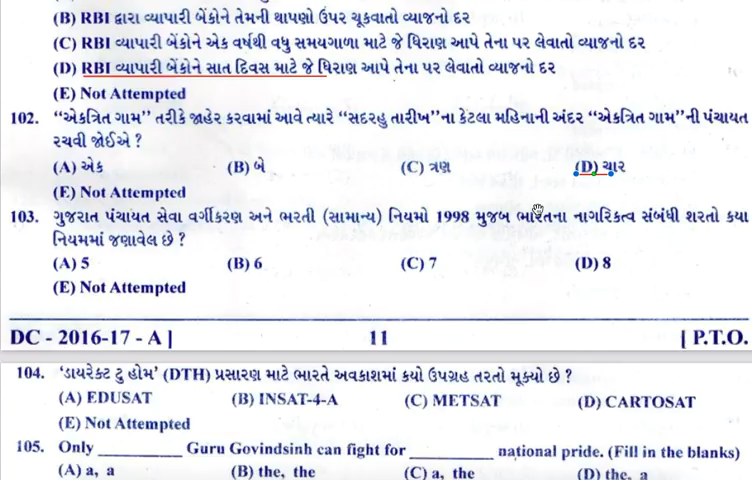 (B) RBI દ્વારા વ્યાપારી બેંકોને તેમની થાપણો ઉપર ચૂકવાતો વ્યાજનો દર
(C) RBI વ્યાપારી બેંકોને એક વર્ષથી વધુ સમયગાળા માટે જે ધિરાણ આપે તેના પર લેવાતો વ્યાજનો દર
(D) RBI વ્યાપારી બેંકોને સાત દિવસ માટે જે ધિરાણ આપે તેના પર લેવાતો વ્યાજનો દર
(E) Not Attempted
102. “એકત્રિત ગામ” તરીકે જાહેર કરવામાં આવે ત્યારે “સદરહુ તારીખ”ના કેટલા મહિનાની અંદર “એકત્રિત ગામ”ની પંચાયત
રચવી જોઈએ ?
(A) એક (B) બે (C) ત્રણ (D) ચાર
(E) Not Attempted
103. ગુજરાત પંચાયત સેવા વર્ગીકરણ અને ભરતી (સામાન્ય) નિયમો 1998 મુજબ ભારતના નાગરિકત્વ સંબંધી શરતો કયા
નિયમમાં જણાવેલ છે ?
(A) 5 (B) 6 (C) 7 (D) 8
(E) Not Attempted
DC - 2016-17 - A ] 11 [ P.T.O.
104. ‘ડાયરેક્ટ ટુ હોમ’ (DTH) પ્રસારણ માટે ભારતે અવકાશમાં કયો ઉપગ્રહ તરતો મૂક્યો છે ?
(A) EDUSAT (B) INSAT-4-A (C) METSAT (D) CARTOSAT
(E) Not Attempted
105. Only ________ Guru Govindsinh can fight for ________ national pride. (Fill in the blanks)
(A) a, a (B) the, the (C) a, the (D) the, a